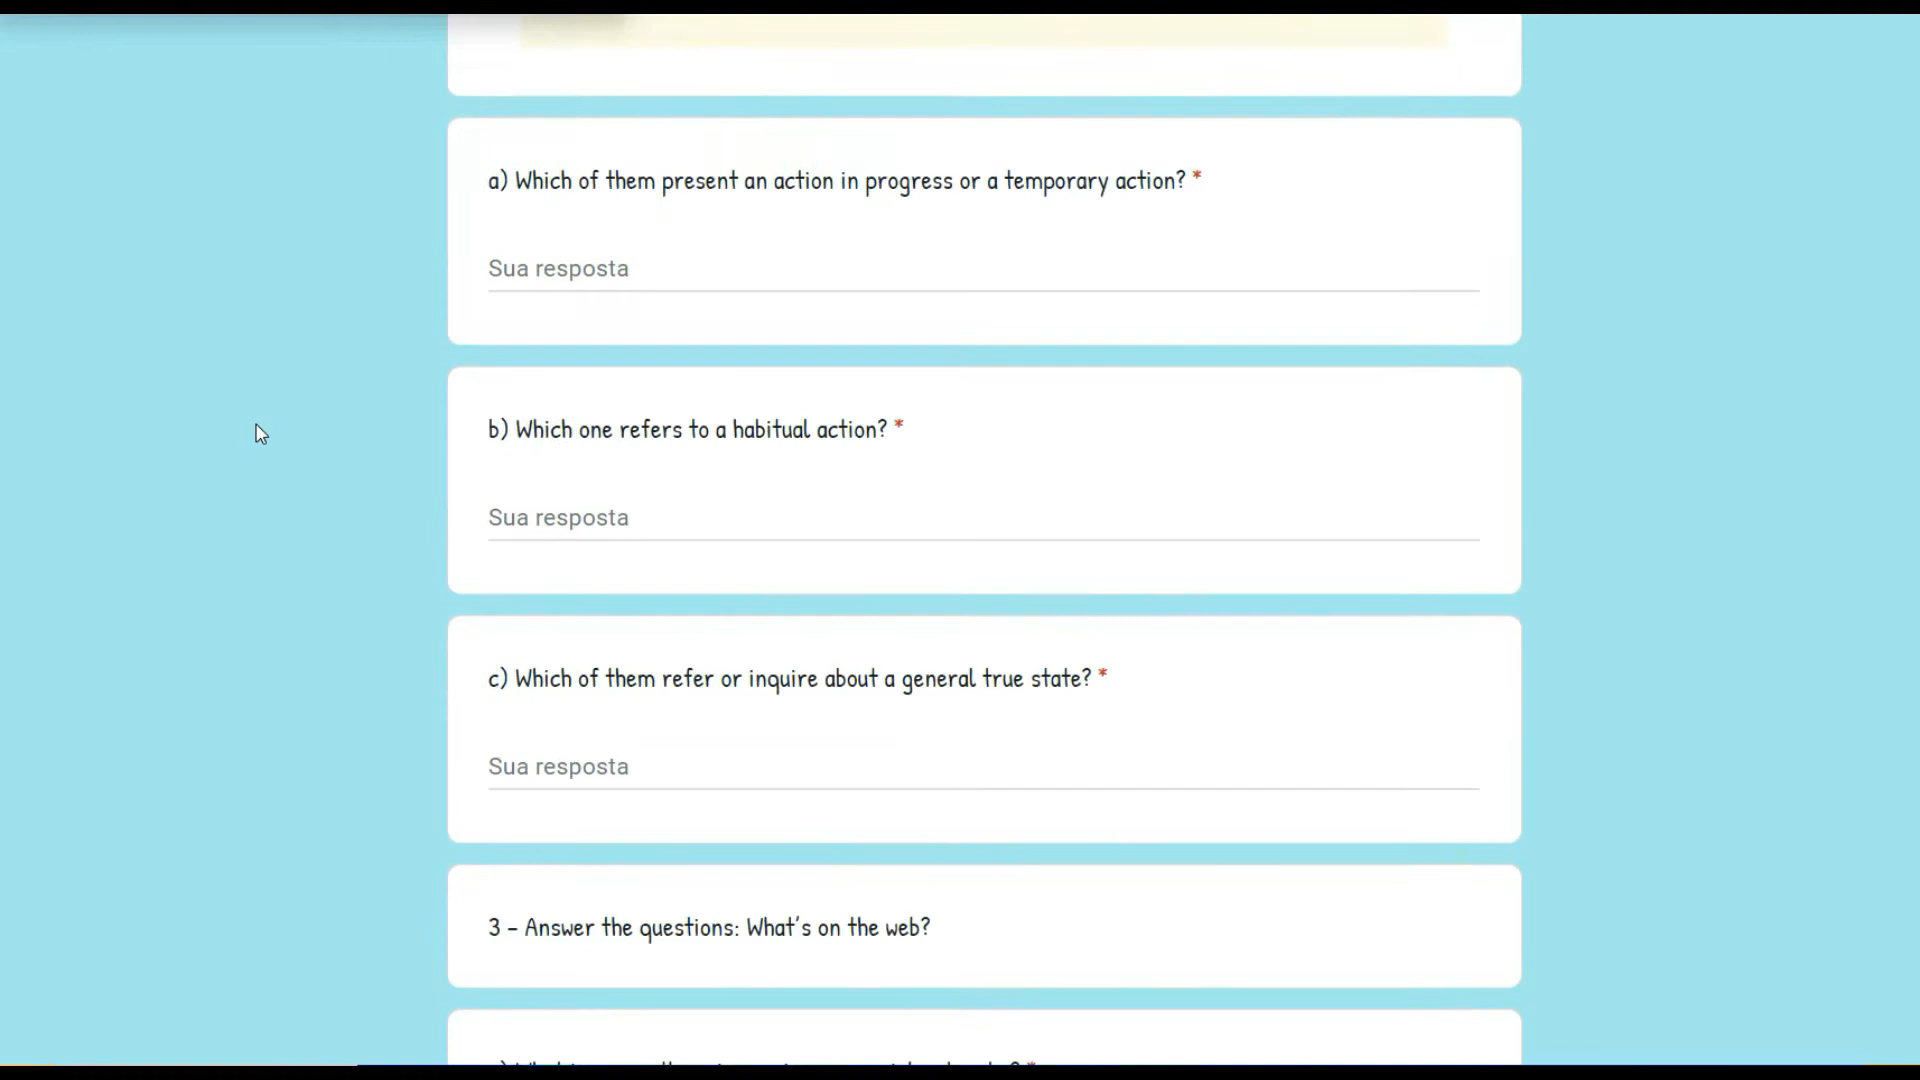 a) Which of them present an action in progress or a temporary action? *
Sua resposta
b) Which one refers to a habitual action? *
Sua resposta
c) Which of them refer or inquire about a general true state? *
Sua resposta
3 – Answer the questions: What's on the web?